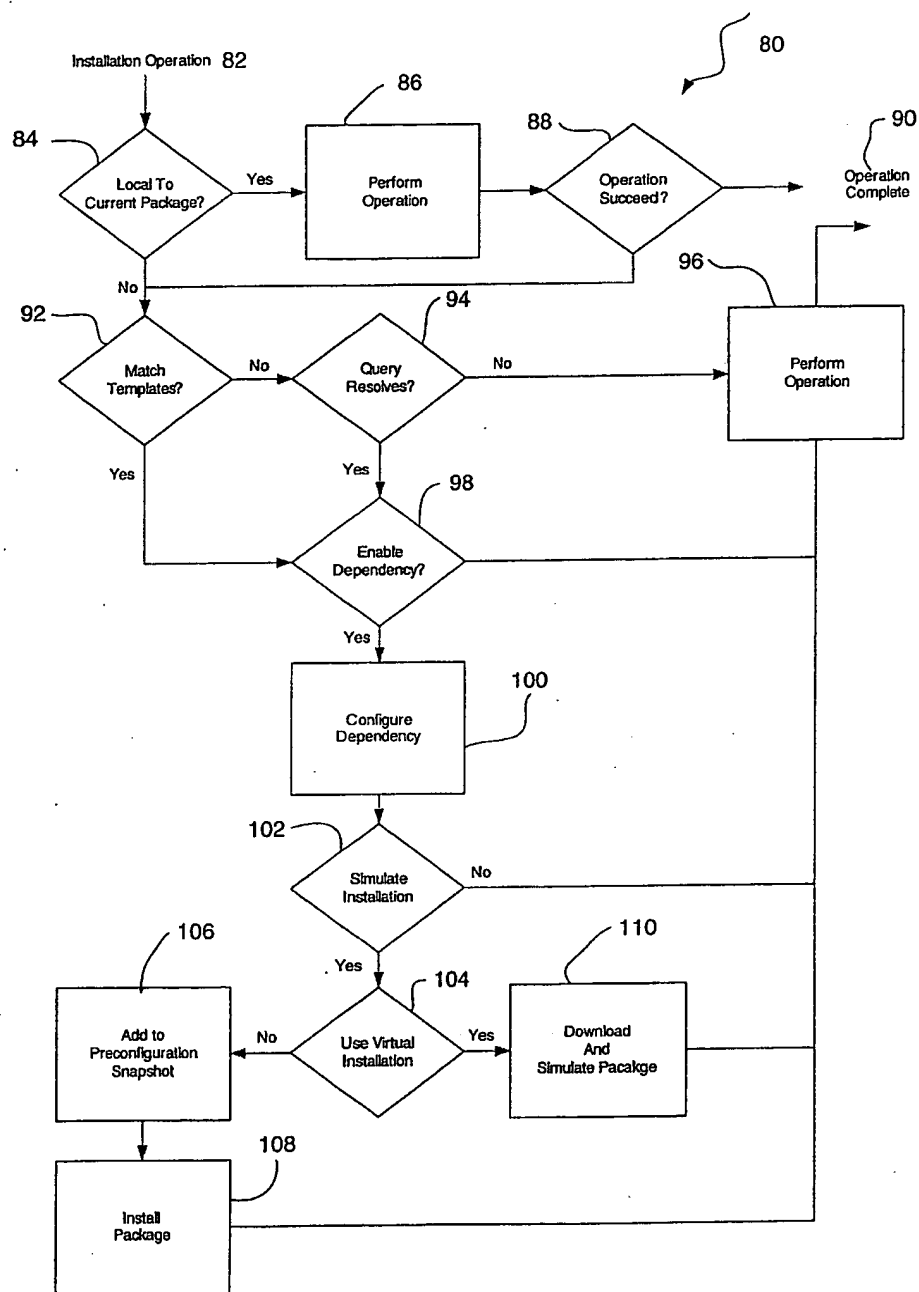 80
Installation Operation 82
86
84
88
90
Local To
Current Package?
Yes
Perform
Operation
Operation
Succeed?
Operation
Complete
No
92
94
96
Match
Templates?
No
Query
Resolves?
No
Perform
Operation
Yes
Yes
98
Enable
Dependency?
Yes
100
Configure
Dependency
102
Simulate
Installation
No
106
Yes
104
110
Add to
Preconfiguration
Snapshot
No
Use Virtual
Installation
Yes
Download
And
Simulate Pacakge
108
Install
Package